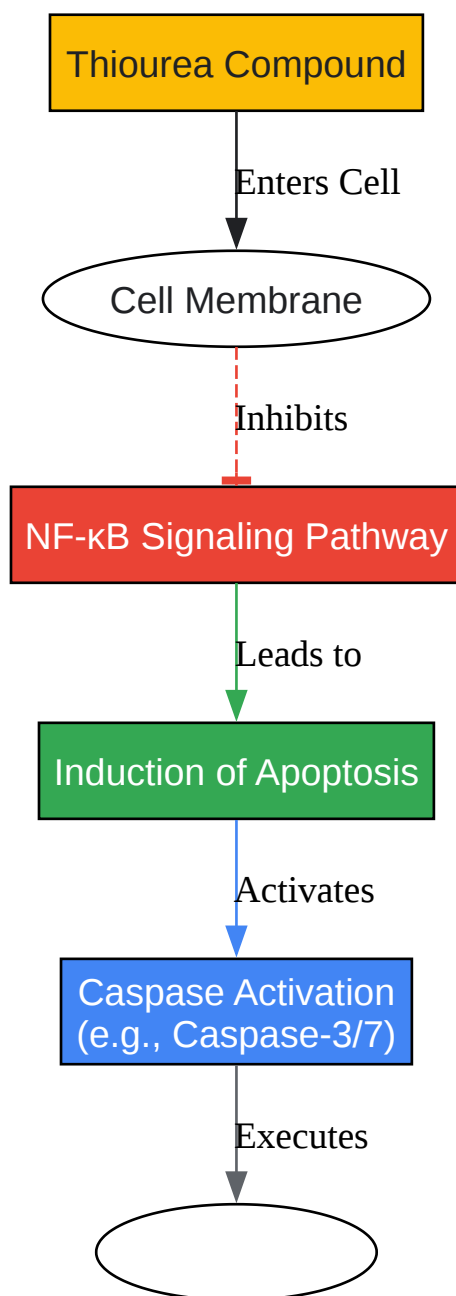 Thiourea Compound
Enters Cell
Cell Membrane
Inhibits
NF-κB Signaling Pathway
Leads to
Induction of Apoptosis
Activates
Caspase Activation
(e.g., Caspase-3/7)
Executes